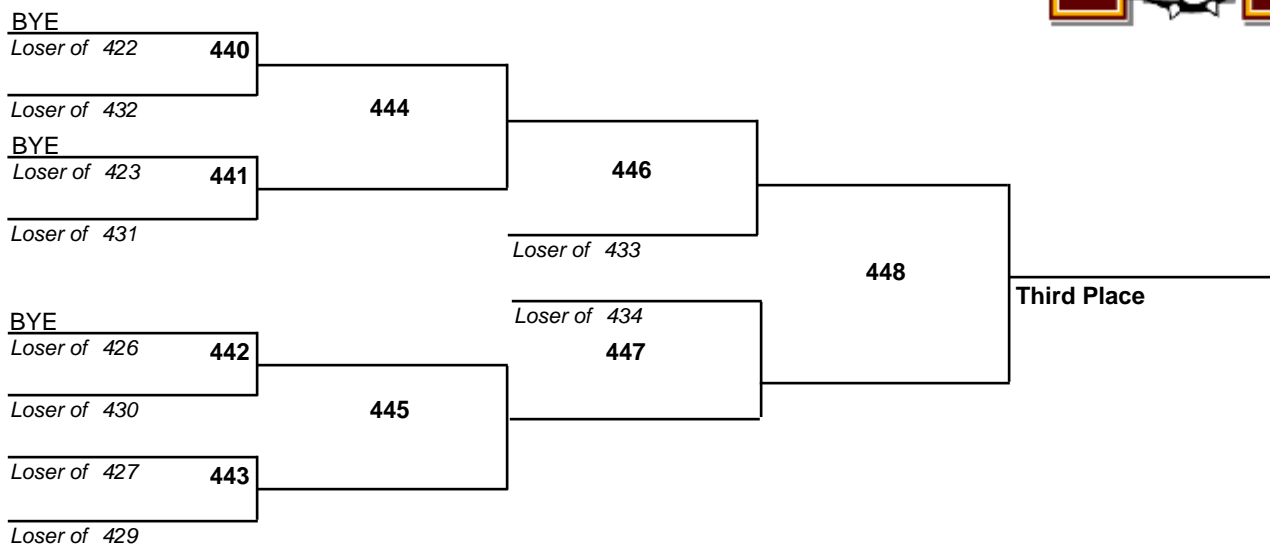 BYE
Loser of 422 440
Loser of 432
444
BYE
Loser of 423 441
Loser of 431
446
Loser of 433
448
Third Place
Loser of 434
447
BYE
Loser of 426 442
Loser of 430
445
Loser of 427 443
Loser of 429